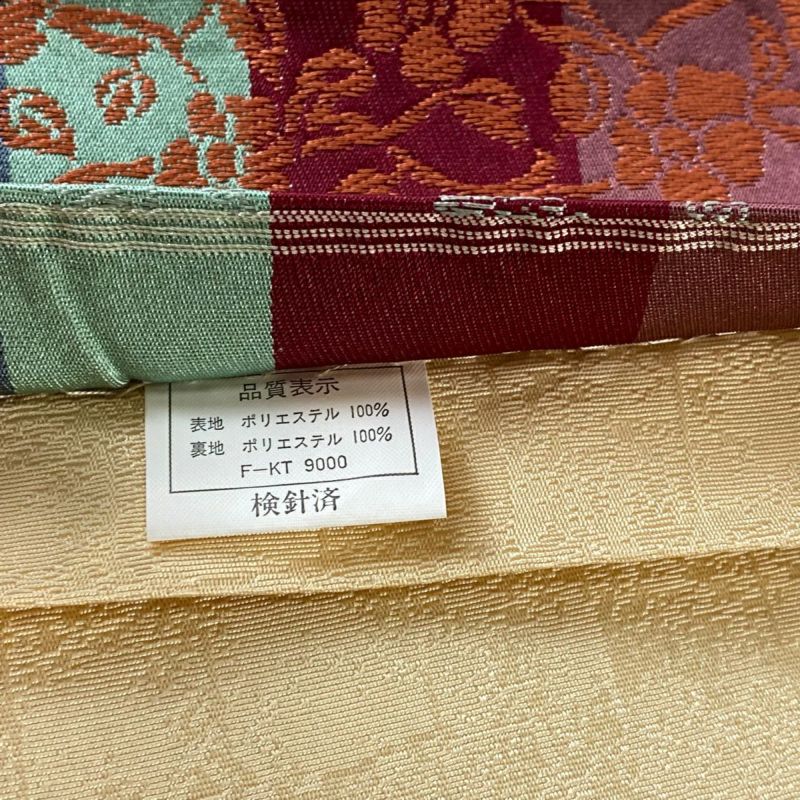 品質表示
表地 ポリエステル 100%
裏地 ポリエステル 100%
F-KT 9000
検針済